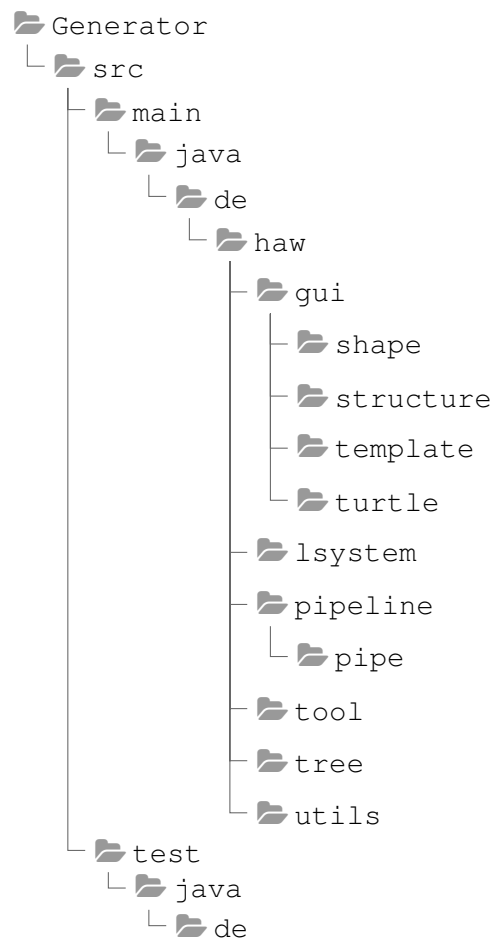 Generator
src
main
java
de
haw
gui
shape
structure
template
turtle
lsystem
pipeline
pipe
tool
tree
utils
test
java
de